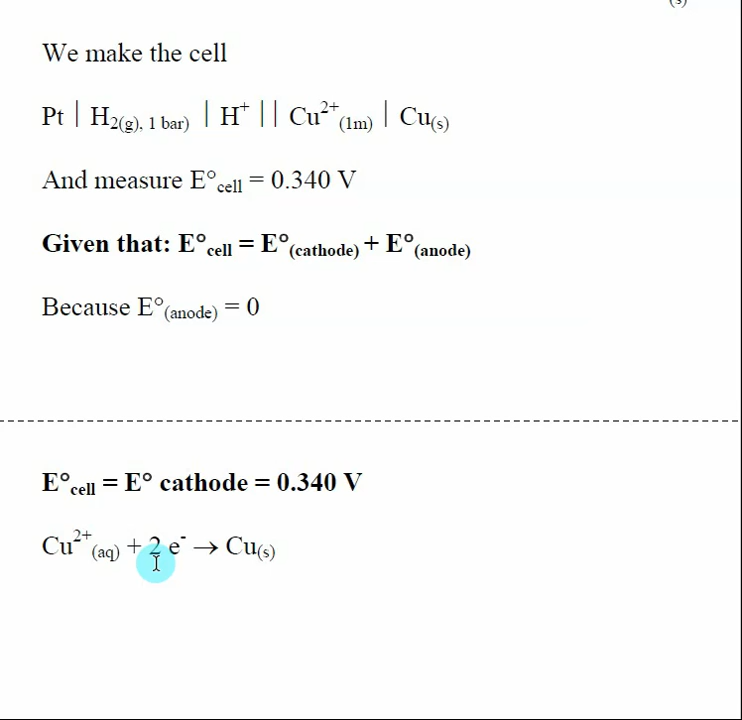 (s)
We make the cell
Pt | H2(g), 1 bar) | H+ || Cu2+(1m) | Cu(s)
And measure E°cell = 0.340 V
Given that: E°cell = E°(cathode) + E°(anode)
Because E°(anode) = 0
E°cell = E° cathode = 0.340 V
Cu2+(aq) + 2 e- → Cu(s)